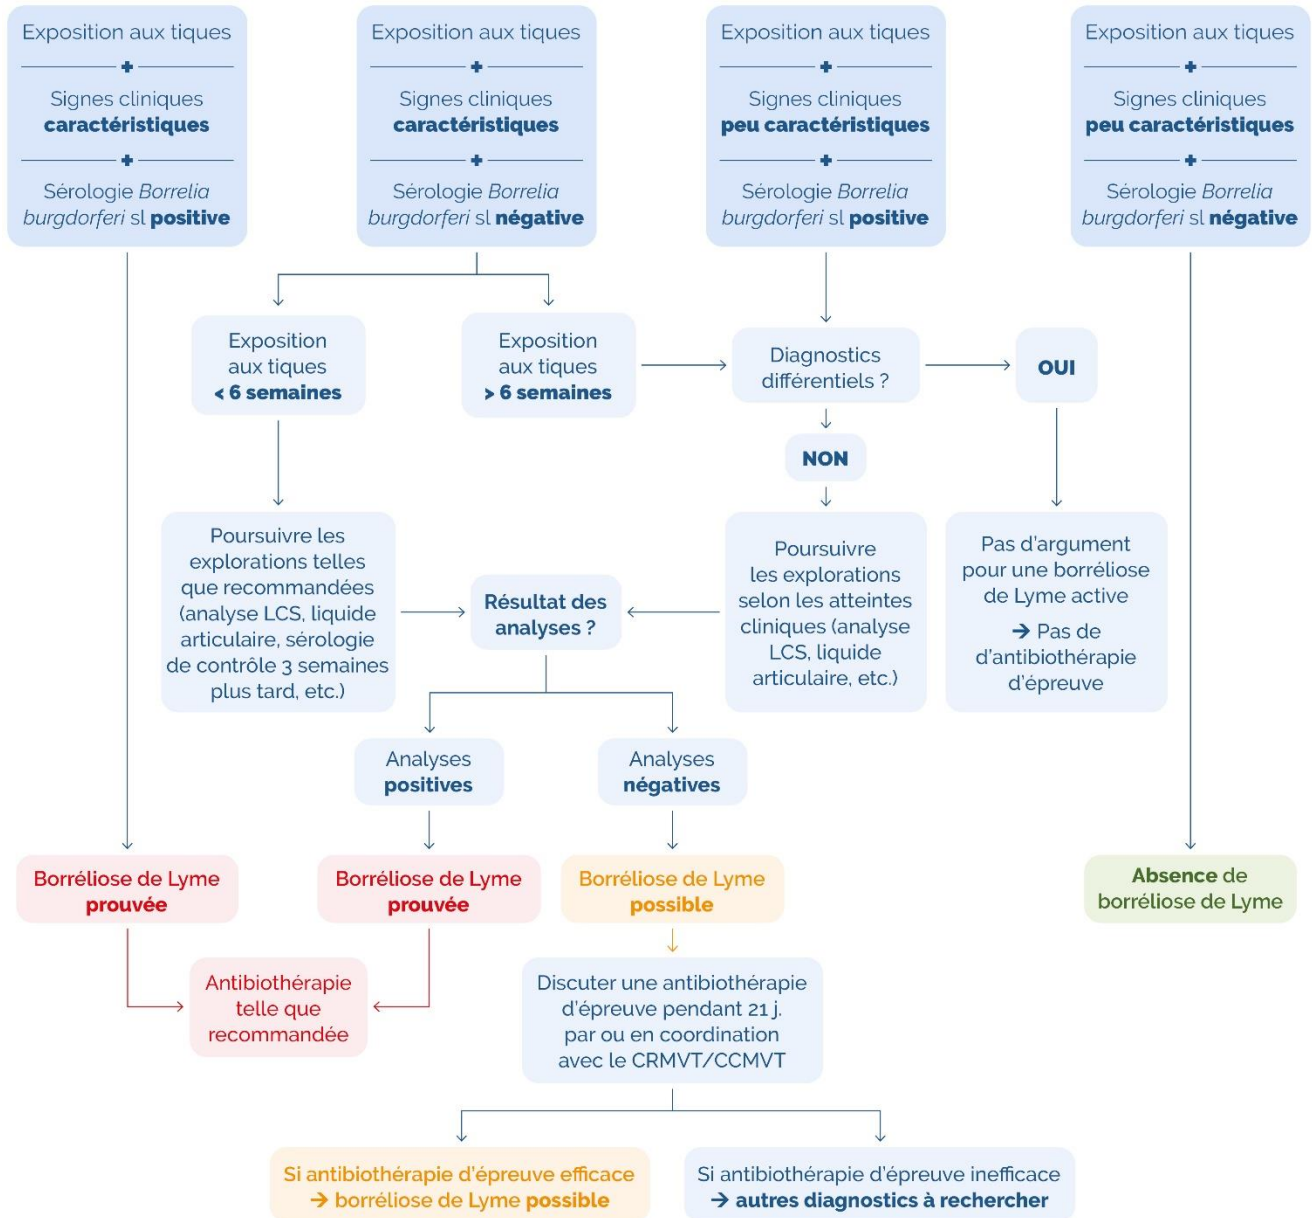 Exposition aux tiques
+
Signes cliniques
caractéristiques
+
Sérologie Borrelia
burgdorferi sl positive
Exposition aux tiques
+
Signes cliniques
caractéristiques
+
Sérologie Borrelia
burgdorferi sl négative
Exposition aux tiques
+
Signes cliniques
peu caractéristiques
+
Sérologie Borrelia
burgdorferi sl positive
Exposition aux tiques
+
Signes cliniques
peu caractéristiques
+
Sérologie Borrelia
burgdorferi sl négative
Exposition
aux tiques
< 6 semaines
Exposition
aux tiques
> 6 semaines
Diagnostics
différentiels ?
OUI
NON
Poursuivre les
explorations telles
que recommandées
(analyse LCS, liquide
articulaire, sérologie
de contrôle 3 semaines
plus tard, etc.)
Résultat des
analyses ?
Poursuivre
les explorations
selon les atteintes
cliniques (analyse
LCS, liquide
articulaire, etc.)
Pas d'argument
pour une borréliose
de Lyme active
→ Pas de
d'antibiothérapie
d'épreuve
Analyses
positives
Analyses
négatives
Borréliose de Lyme
prouvée
Borréliose de Lyme
prouvée
Borréliose de Lyme
possible
Absence de
borréliose de Lyme
Antibiothérapie
telle que
recommandée
Discuter une antibiothérapie
d'épreuve pendant 21 j.
par ou en coordination
avec le CRMVT/CCMVT
Si antibiothérapie d'épreuve efficace
→ borréliose de Lyme possible
Si antibiothérapie d'épreuve inefficace
→ autres diagnostics à rechercher